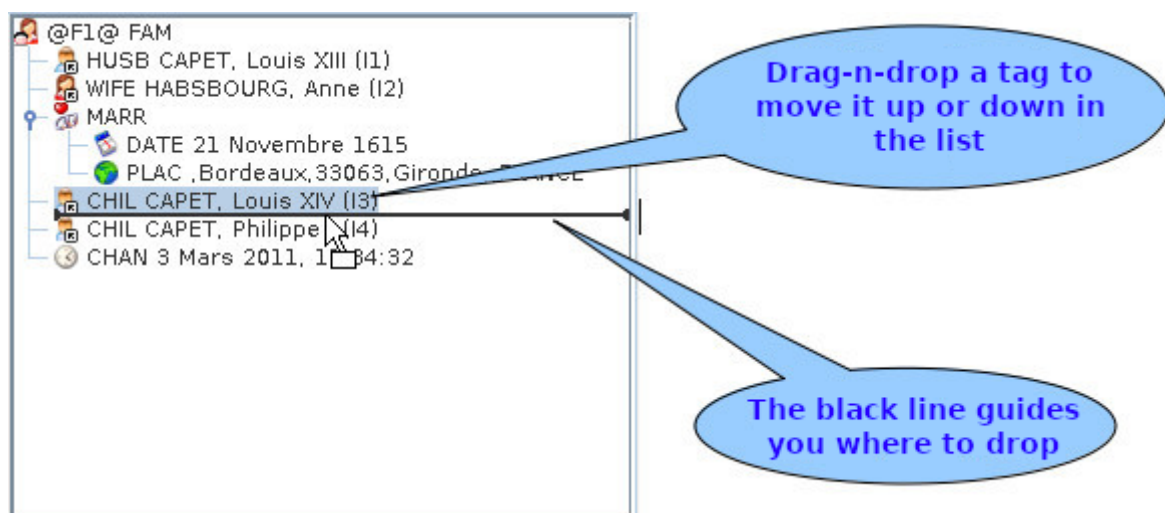 @F1@ FAM
HUSB CAPET, Louis XIII (I1)
WIFE HABSBOURG, Anne (I2)
MARR
DATE 21 Novembre 1615
PLAC ,Bordeaux,33063,Gironde,
CHIL CAPET, Louis XIV (I3)
CHIL CAPET, Philippe (I4)
CHAN 3 Mars 2011,
Drag-n-drop a tag to
move it up or down in
the list
The black line guides
you where to drop